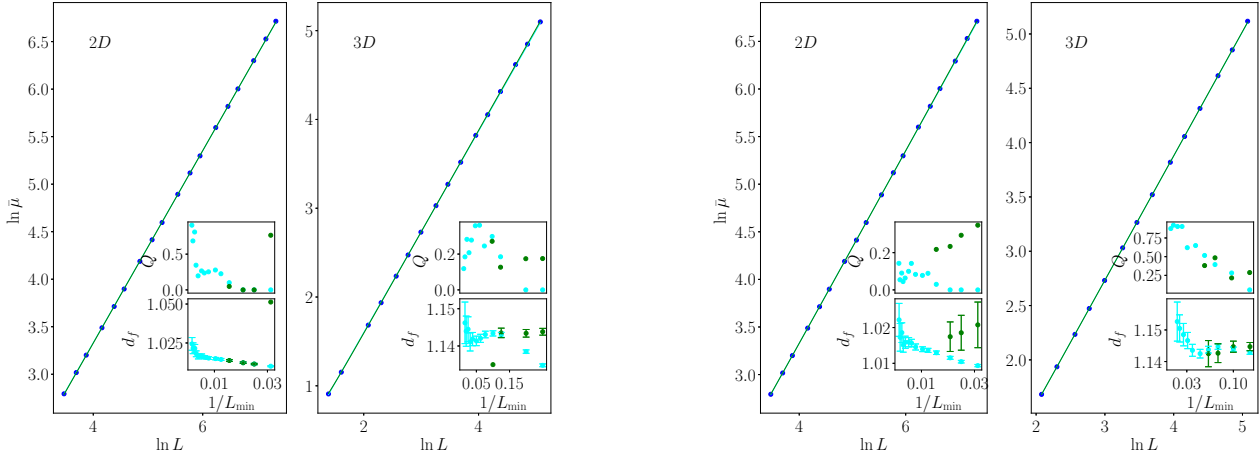 2D
ln μ̄
6.5
6.0
5.5
5.0
4.5
4.0
3.5
3.0
Q
0.5
0.0
d_f
1.050
1.025
0.01 0.03
1/L_min
4 6
ln L
3D
5
4
3
2
1
Q
0.2
0.0
d_f
1.15
1.14
0.05 0.15
1/L_min
2 4
ln L
2D
ln μ̄
6.5
6.0
5.5
5.0
4.5
4.0
3.5
3.0
Q
0.2
0.0
d_f
1.02
1.01
0.01 0.03
1/L_min
4 6
ln L
3D
5.0
4.5
4.0
3.5
3.0
2.5
2.0
Q
0.75
0.50
0.25
d_f
1.15
1.14
0.03 0.10
1/L_min
2 3 4 5
ln L